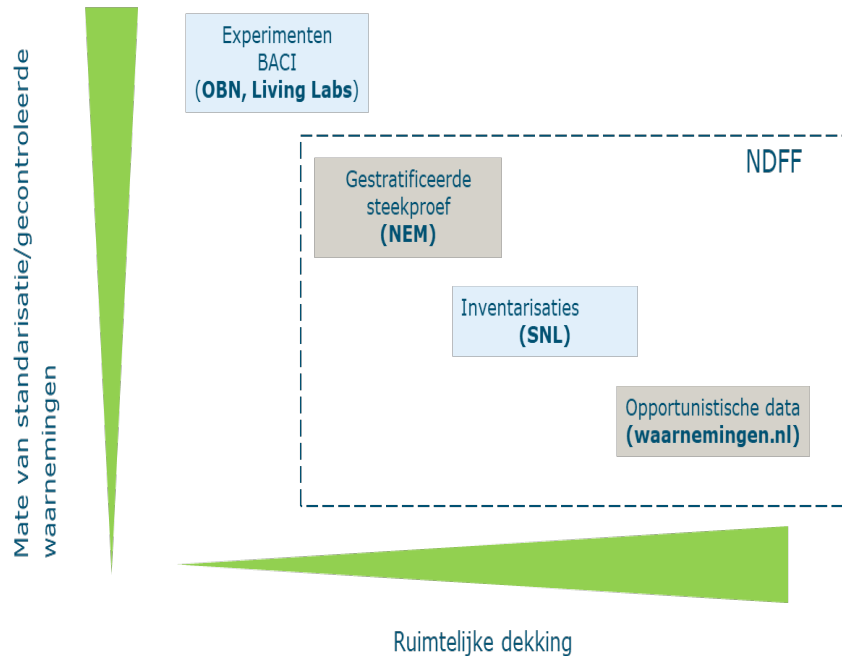 Mate van standarisatie/gecontroleerde
waarnemingen
Experimenten
BACI
(OBN, Living Labs)
NDFF
Gestratificeerde
steekproef
(NEM)
Inventarisaties
(SNL)
Opportunistische data
(waarnemingen.nl)
Ruimtelijke dekking